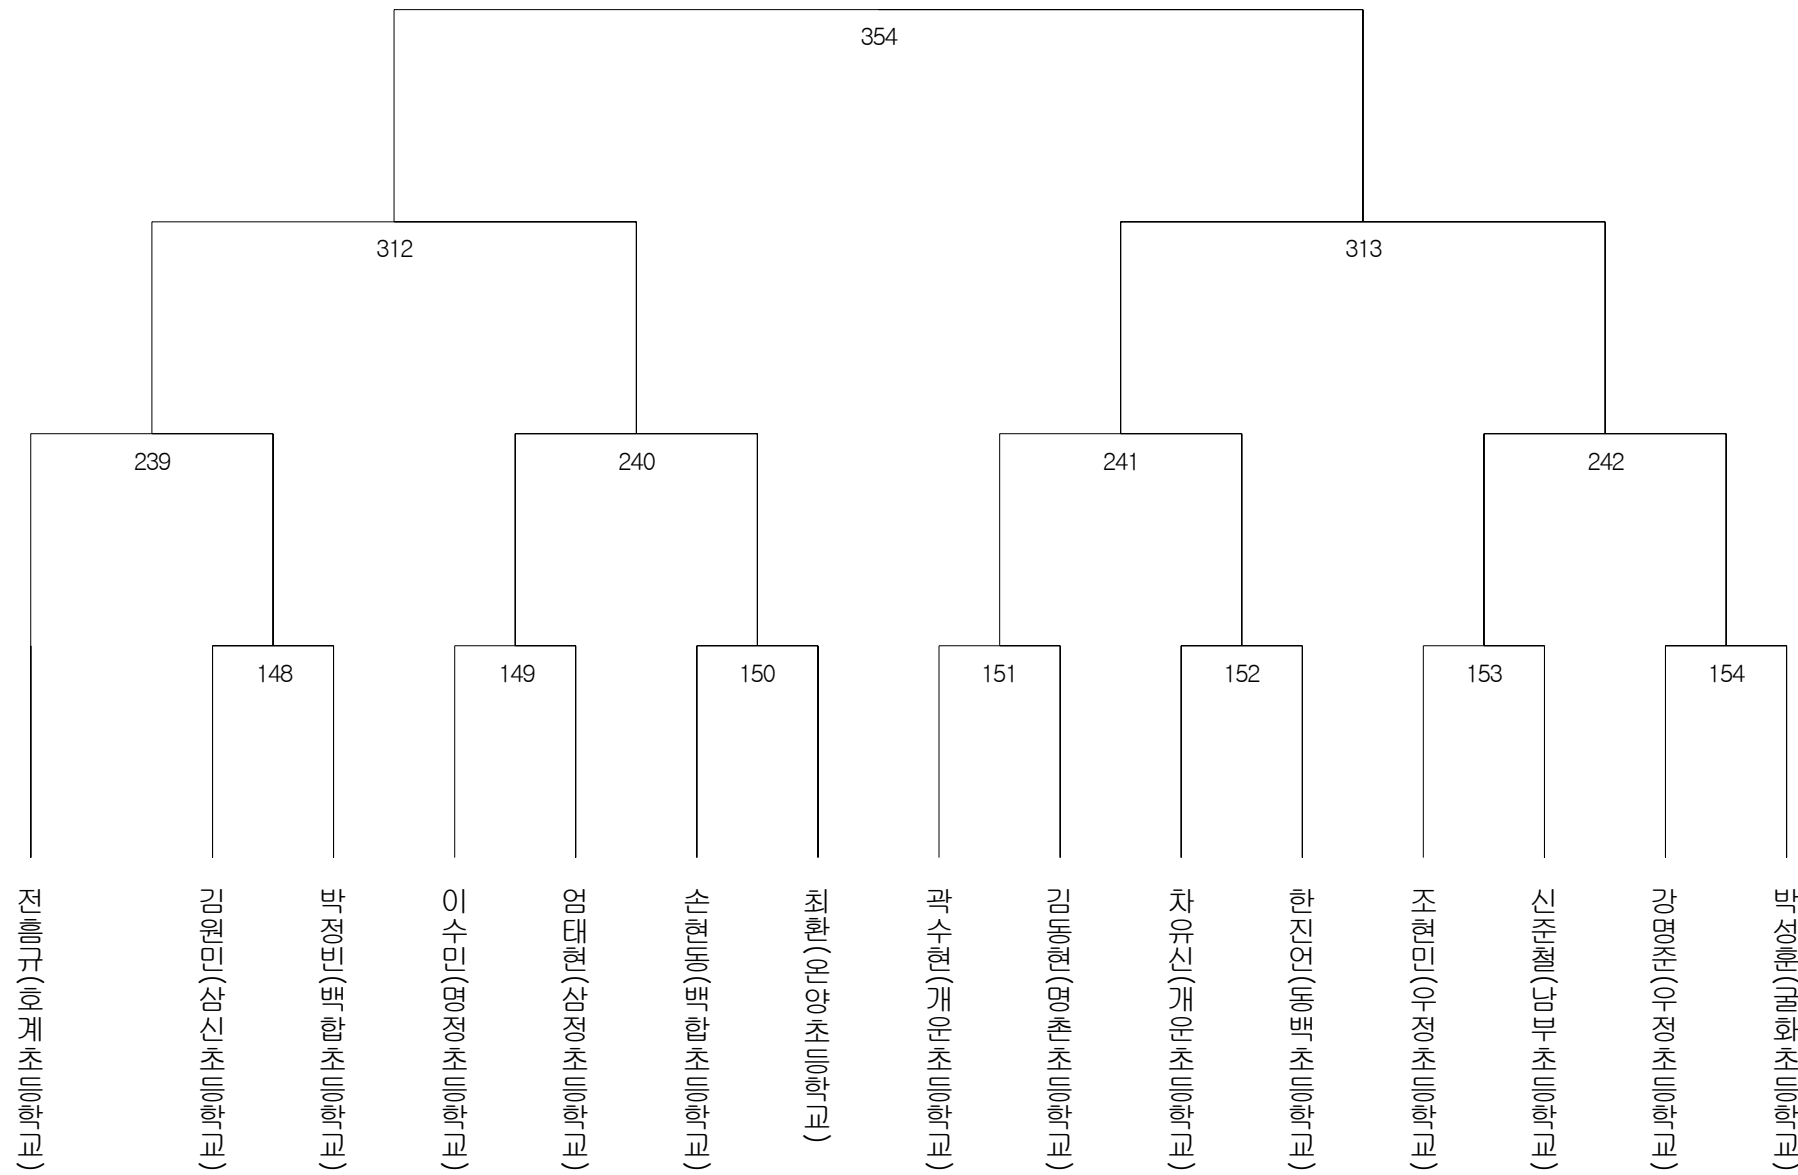 354
312
313
239
240
241
242
148
149
150
151
152
153
154
전흠규(호계초등학교)
김원민(삼신초등학교)
박정빈(백합초등학교)
이수민(명정초등학교)
엄태현(삼정초등학교)
손현동(백합초등학교)
최환(온양초등학교)
곽수현(개운초등학교)
김동현(명촌초등학교)
차유신(개운초등학교)
한진언(동백초등학교)
조현민(우정초등학교)
신준철(남부초등학교)
강명준(우정초등학교)
박성훈(굴화초등학교)